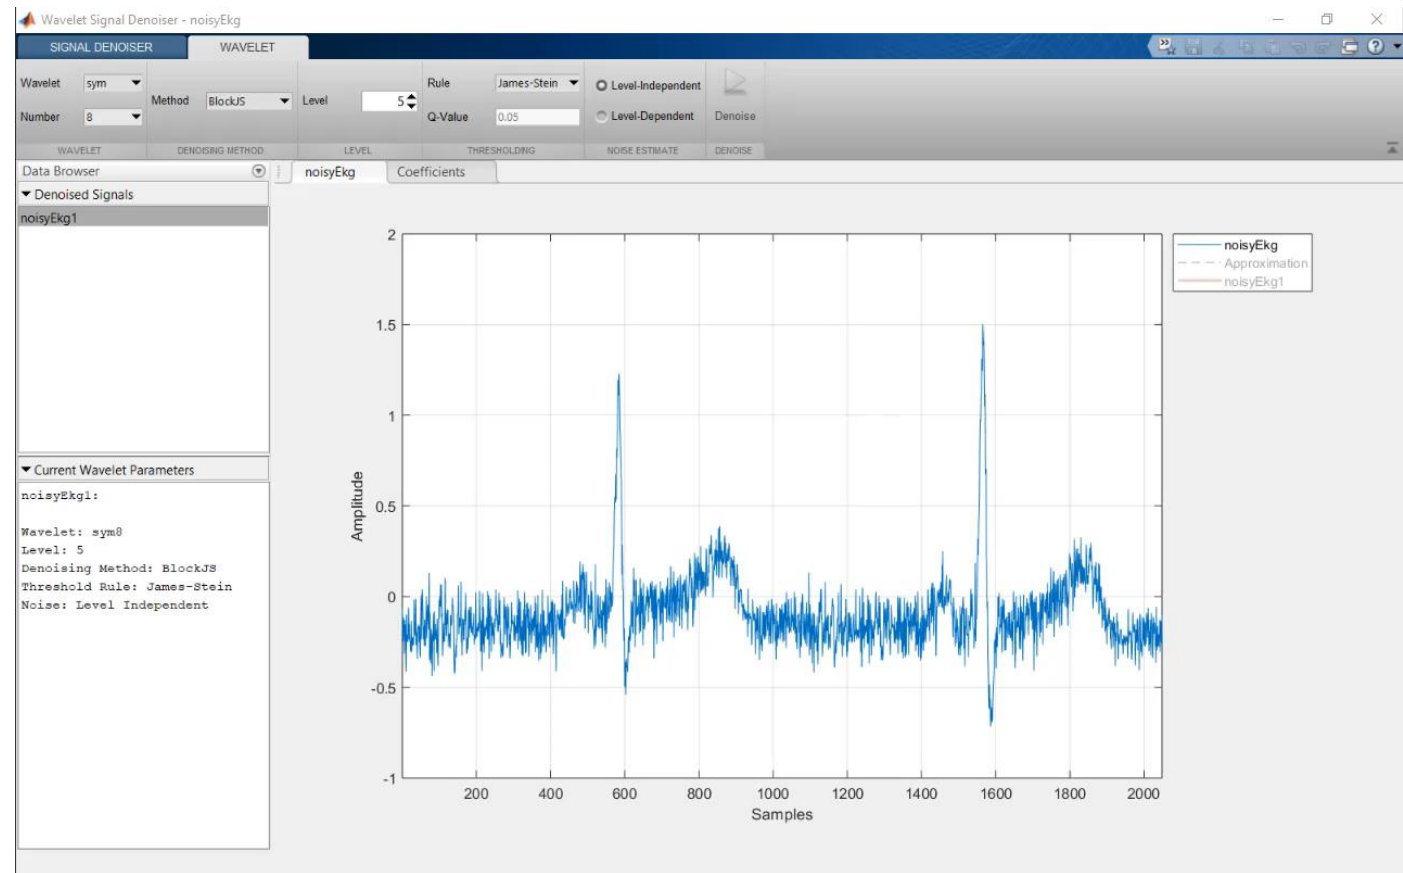 Wavelet Signal Denoiser - noisyEkg
SIGNAL DENOISER
WAVELET
Wavelet sym
Number 8
WAVELET
Method BlockJS
DENOISING METHOD
Level 5
LEVEL
Rule James-Stein
Q-Value 0.05
THRESHOLDING
Level-Independent
Level-Dependent
NOISE ESTIMATE
Denoise
DENOISE
Data Browser
Denoised Signals
noisyEkg1
Current Wavelet Parameters
noisyEkg1:
Wavelet: sym8
Level: 5
Denoising Method: BlockJS
Threshold Rule: James-Stein
Noise: Level Independent
noisyEkg
Coefficients
2
1.5
1
0.5
0
-0.5
-1
Amplitude
200 400 600 800 1000 1200 1400 1600 1800 2000
Samples
noisyEkg
Approximation
noisyEkg1